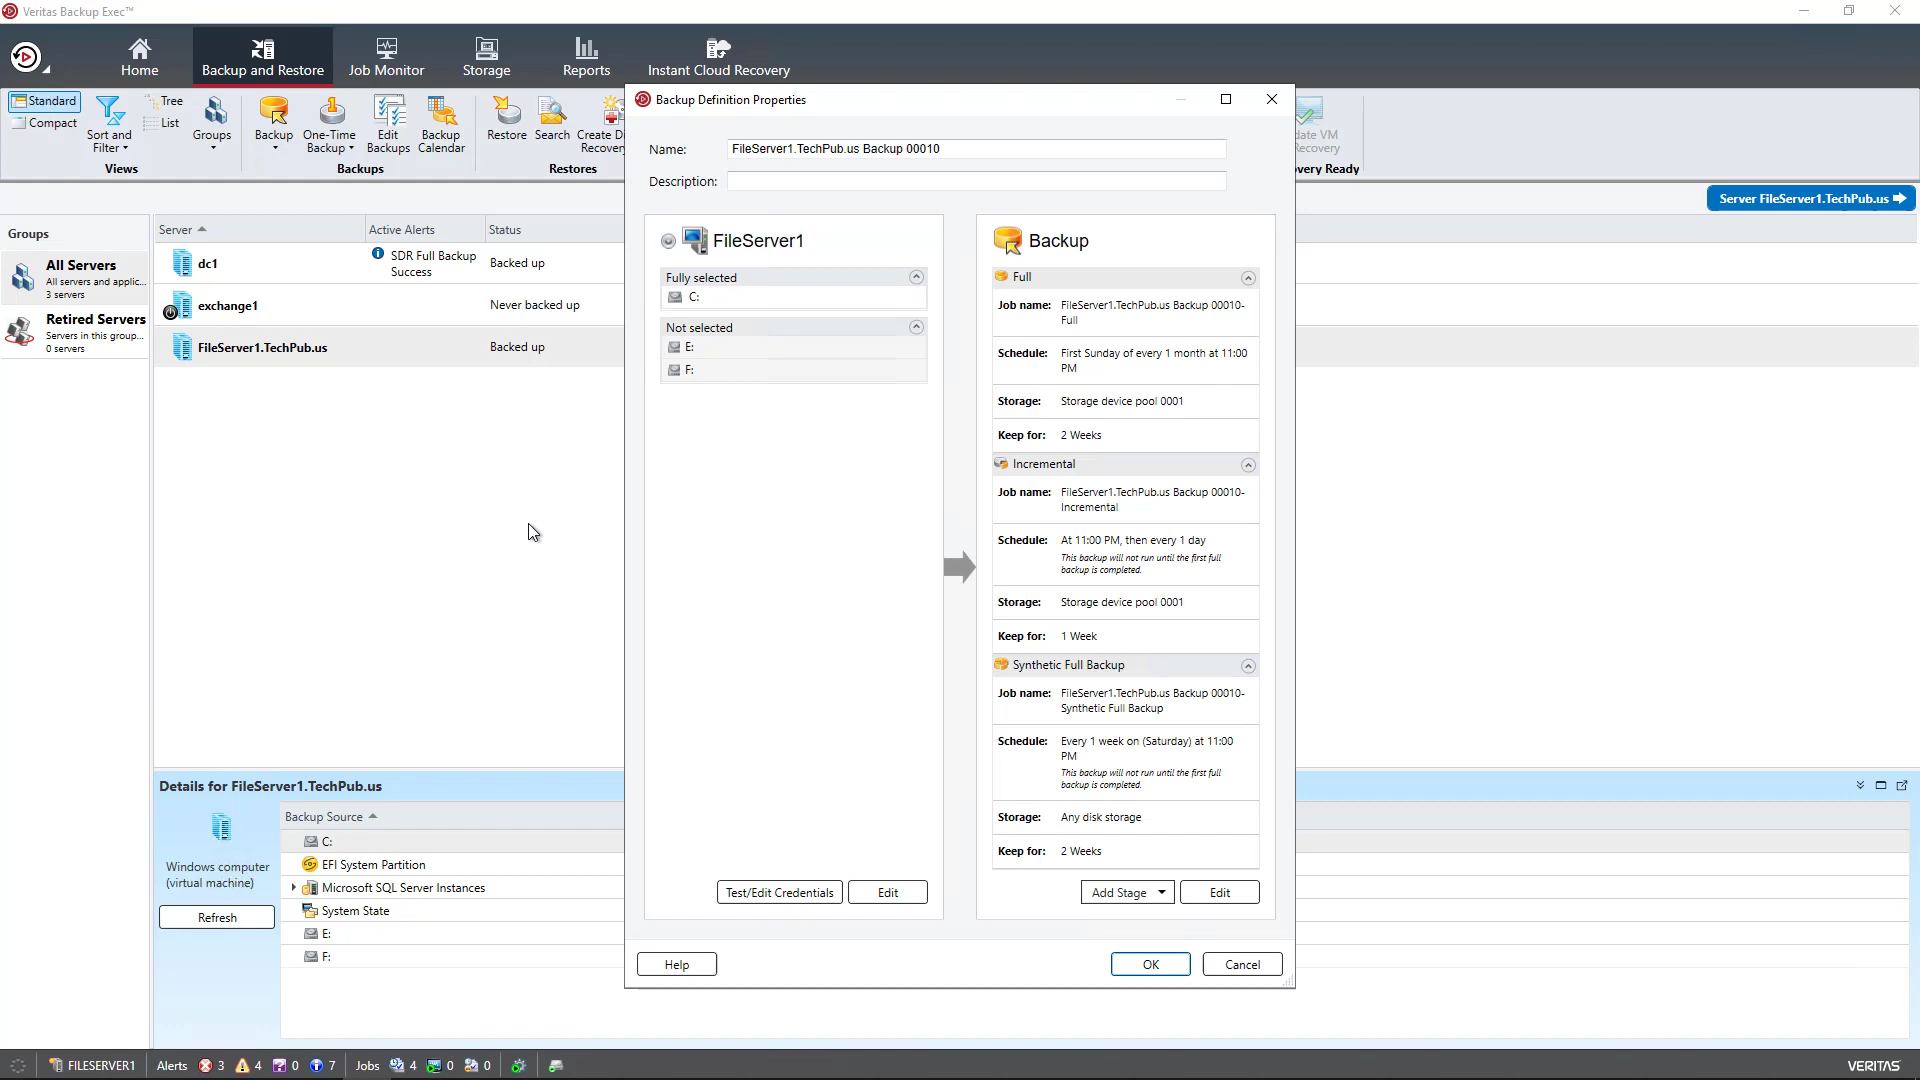 Veritas Backup Exec™
Home
Backup and Restore
Job Monitor
Storage
Reports
Instant Cloud Recovery
Standard
Compact
Sort and
Filter
Tree
List
Groups
Views
Backup
One-Time
Backup
Edit
Backups
Backup
Calendar
Backups
Restore
Search
Create Di
Recovery
Restores
date VM
Recovery
overy Ready
Server FileServer1.TechPub.us
Groups
All Servers
All servers and applic...
3 servers
Retired Servers
Servers in this group...
0 servers
Server
Active Alerts
Status
dc1
SDR Full Backup
Success
Backed up
exchange1
Never backed up
FileServer1.TechPub.us
Backed up
Details for FileServer1.TechPub.us
Windows computer
(virtual machine)
Refresh
Backup Source
C:
EFI System Partition
Microsoft SQL Server Instances
System State
E:
F:
Backup Definition Properties
Name:
FileServer1.TechPub.us Backup 00010
Description:
FileServer1
Fully selected
C:
Not selected
E:
F:
Test/Edit Credentials
Edit
Backup
Full
Job name: FileServer1.TechPub.us Backup 00010-
Full
Schedule: First Sunday of every 1 month at 11:00
PM
Storage: Storage device pool 0001
Keep for: 2 Weeks
Incremental
Job name: FileServer1.TechPub.us Backup 00010-
Incremental
Schedule: At 11:00 PM, then every 1 day
This backup will not run until the first full
backup is completed.
Storage: Storage device pool 0001
Keep for: 1 Week
Synthetic Full Backup
Job name: FileServer1.TechPub.us Backup 00010-
Synthetic Full Backup
Schedule: Every 1 week on (Saturday) at 11:00
PM
This backup will not run until the first full
backup is completed.
Storage: Any disk storage
Keep for: 2 Weeks
Add Stage
Edit
Help
OK
Cancel
FILESERVER1
Alerts 3 4 0 7
Jobs 4 0 0
VERITAS